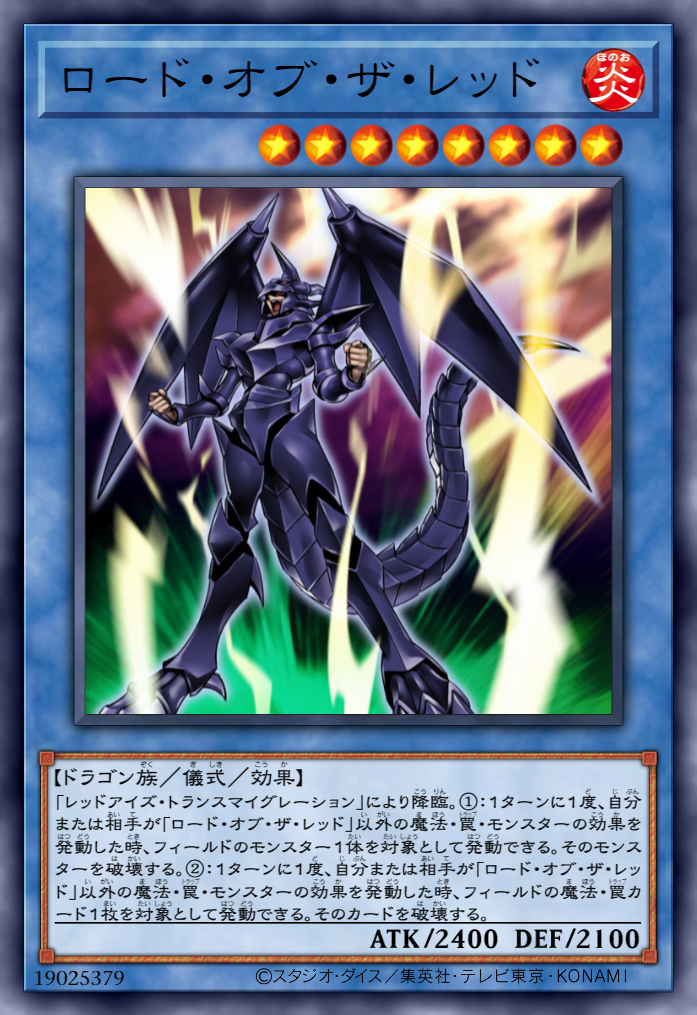 ロード・オブ・ザ・レッド
ほのお
炎
【ドラゴン族／儀式／効果】
「レッドアイズ・トランスマイグレーション」により降臨。①：1ターンに1度、自分
または相手が「ロード・オブ・ザ・レッド」以外の魔法・罠・モンスターの効果を
発動した時、フィールドのモンスター1体を対象として発動できる。そのモンス
ターを破壊する。②：1ターンに1度、自分または相手が「ロード・オブ・ザ・レッ
ド」以外の魔法・罠・モンスターの効果を発動した時、フィールドの魔法・罠カ
ード1枚を対象として発動できる。そのカードを破壊する。
ATK/2400 DEF/2100
19025379 ©スタジオ・ダイス／集英社・テレビ東京・KONAMI